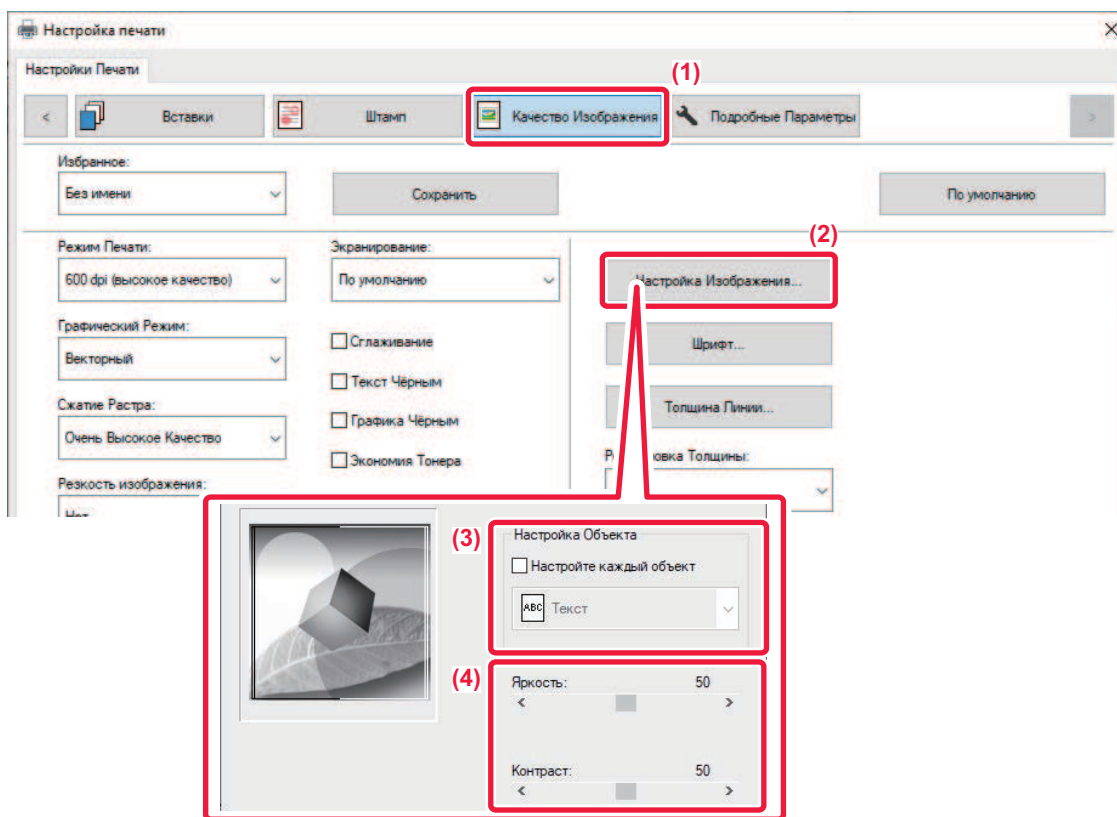 Настройка печати
Настройки Печати
(1)
Вставки
Штамп
Качество Изображения
Подробные Параметры
Избранное:
Без имени
Сохранить
По умолчанию
(2)
Режим Печати:
600 dpi (высокое качество)
Экранирование:
По умолчанию
Настройка Изображения...
Графический Режим:
Векторный
Сглаживание
Шрифт...
Текст Чёрным
Сжатие Растра:
Очень Высокое Качество
Графика Чёрным
Толщина Линии...
Экономия Тонера
Толщины:
Резкость изображения:
Нет
(3)
Настройка Объекта
Настройте каждый объект
ABC Текст
(4)
Яркость: 50
Контраст: 50